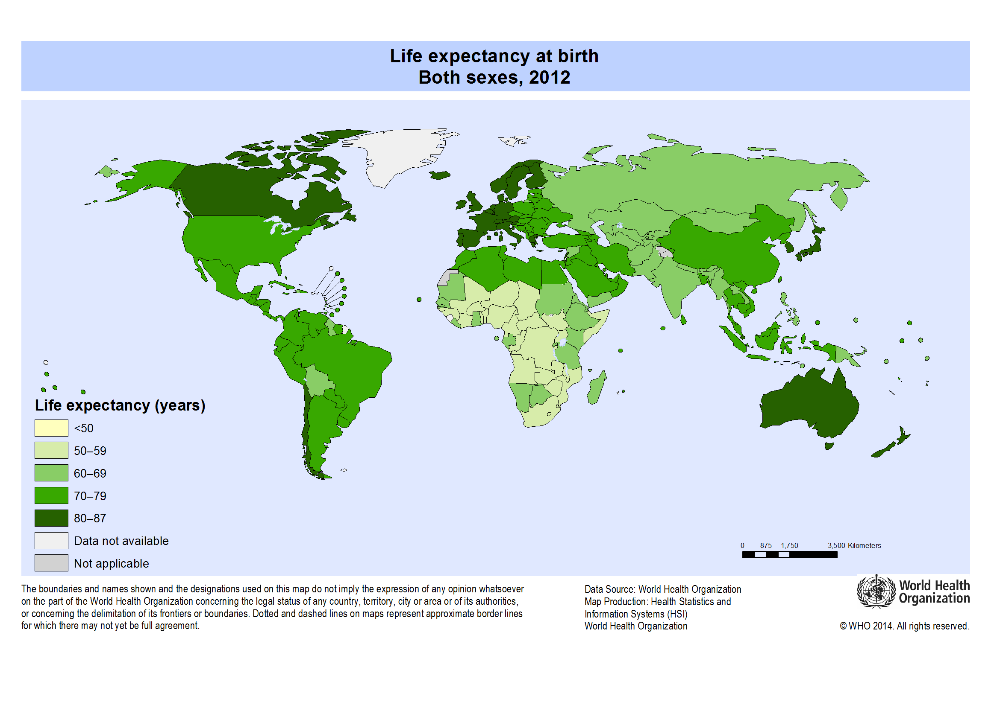 Life expectancy at birth
Both sexes, 2012
Life expectancy (years)
<50
50–59
60–69
70–79
80–87
Data not available
Not applicable
0 875 1,750 3,500 Kilometers
The boundaries and names shown and the designations used on this map do not imply the expression of any opinion whatsoever
on the part of the World Health Organization concerning the legal status of any country, territory, city or area or of its authorities,
or concerning the delimitation of its frontiers or boundaries. Dotted and dashed lines on maps represent approximate border lines
for which there may not yet be full agreement.
Data Source: World Health Organization
Map Production: Health Statistics and
Information Systems (HSI)
World Health Organization
World Health
Organization
© WHO 2014. All rights reserved.